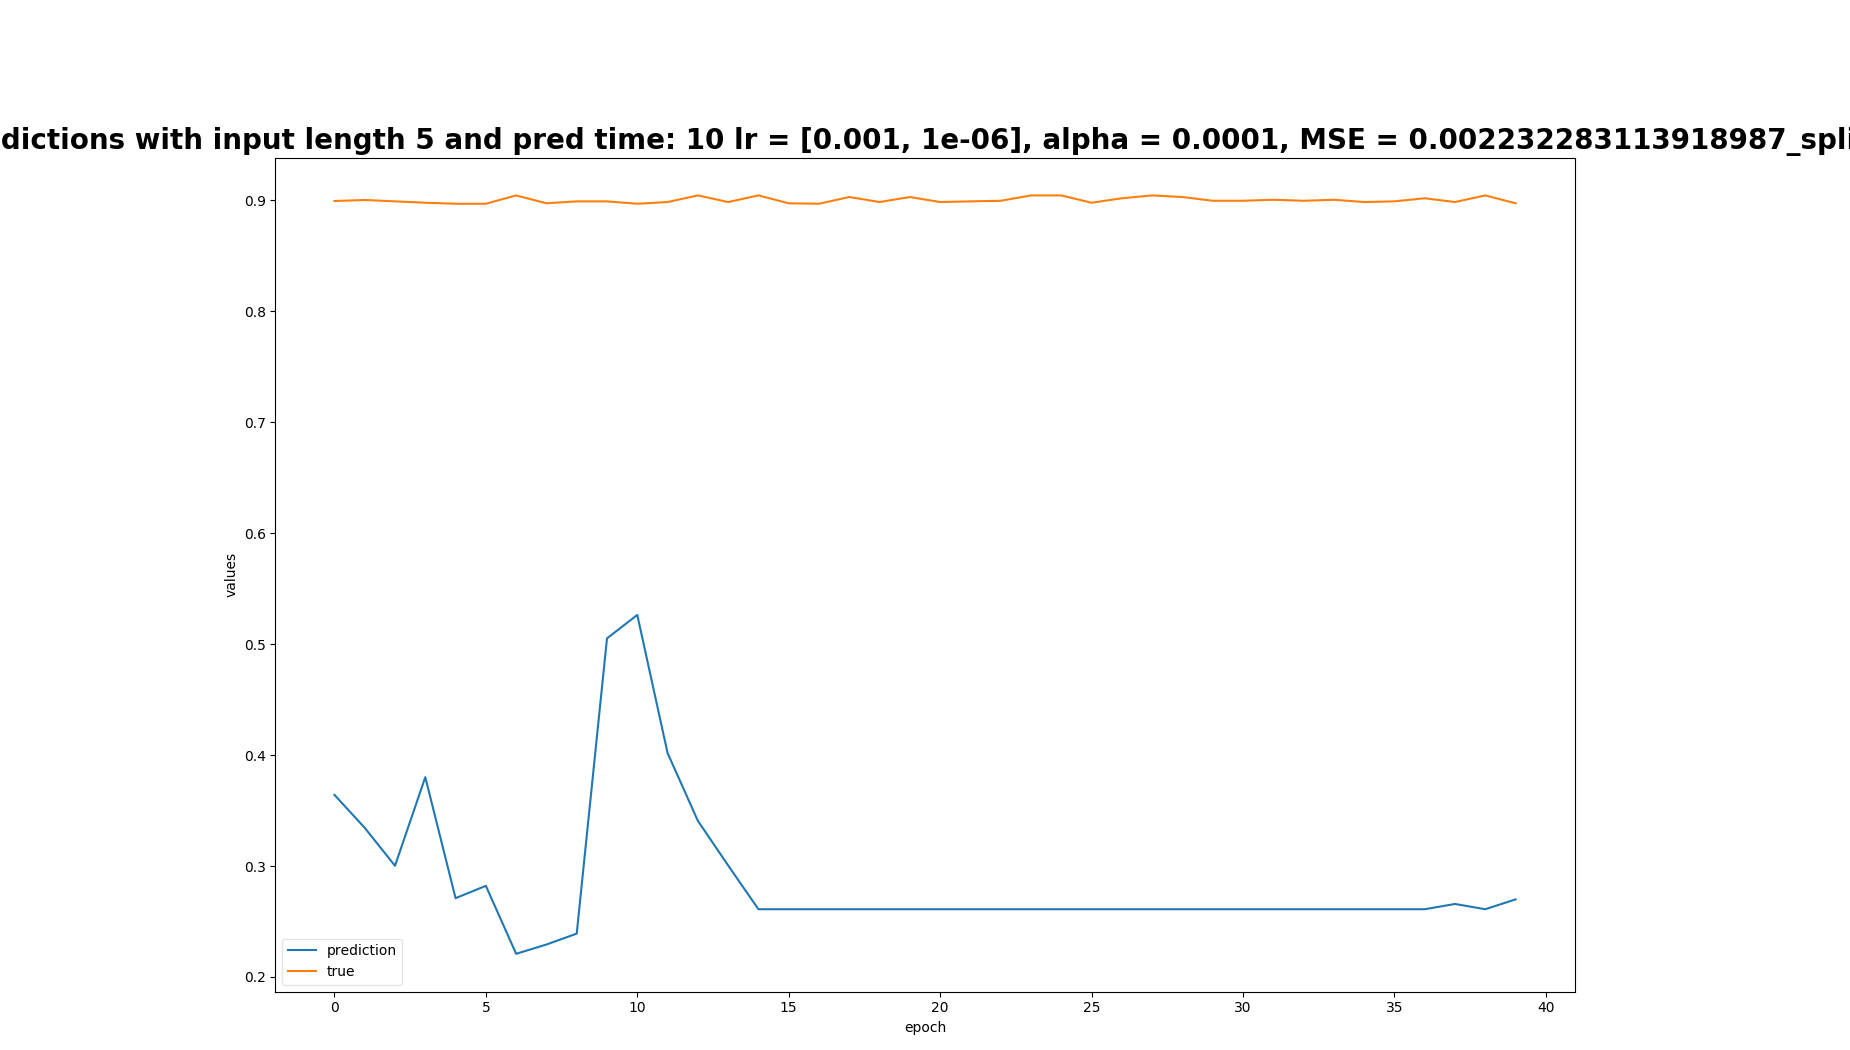 dictions with input length 5 and pred time: 10 lr = [0.001, 1e-06], alpha = 0.0001, MSE = 0.002232283113918987_spli
0.9
0.8
0.7
0.6
0.5
0.4
0.3
0.2
values
prediction
true
0 5 10 15 20 25 30 35 40
epoch